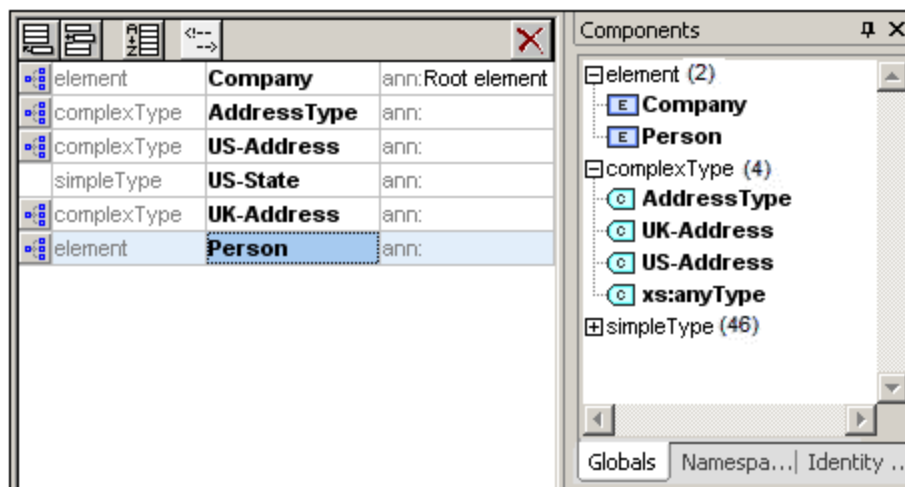 element Company ann:Root element
complexType AddressType ann:
complexType US-Address ann:
simpleType US-State ann:
complexType UK-Address ann:
element Person ann:
Components
element (2)
E Company
E Person
complexType (4)
C AddressType
C UK-Address
C US-Address
C xs:anyType
simpleType (46)
Globals Namespa... Identity ..